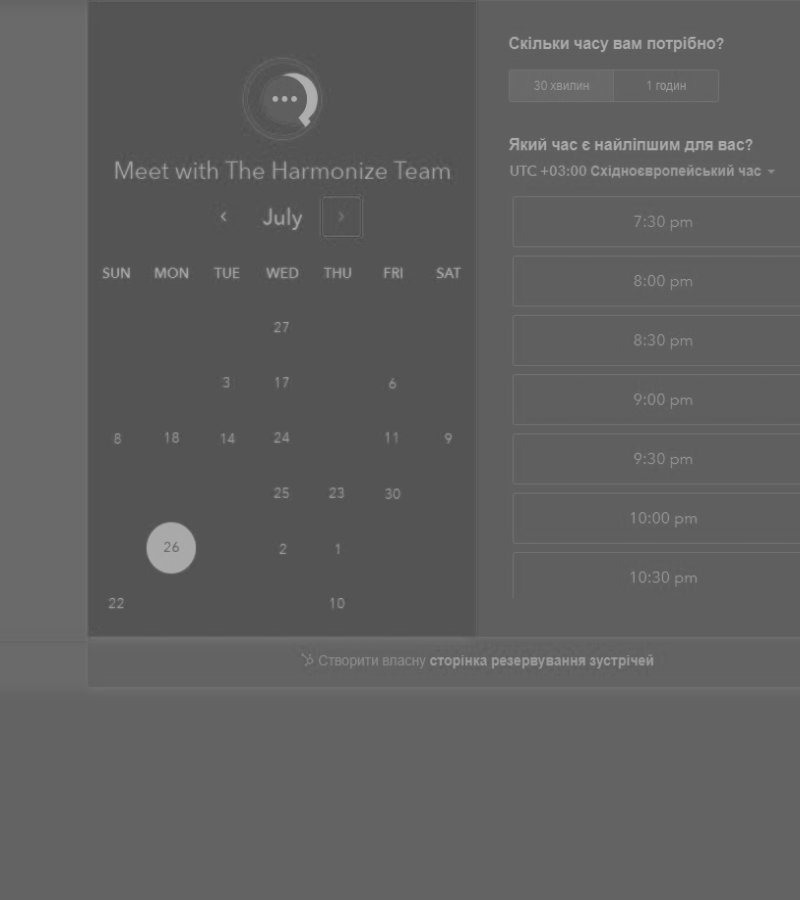 Meet with The Harmonize Team
July
SUN MON TUE WED THU FRI SAT
27
3 17 6
8 18 14 24 11 9
25 23 30
26 2 1
22 10
Скільки часу вам потрібно?
30 хвилин 1 годин
Який час є найліпшим для вас?
UTC +03:00 Східноєвропейський час
7:30 pm
8:00 pm
8:30 pm
9:00 pm
9:30 pm
10:00 pm
10:30 pm
Створити власну сторінка резервування зустрічей